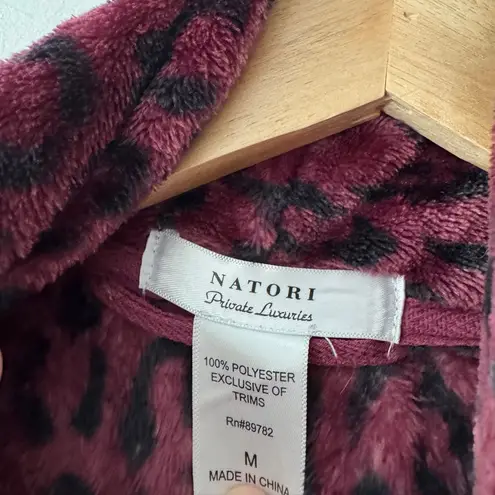 NATORI
Private Luxuries
100% POLYESTER
EXCLUSIVE OF
TRIMS
Rn#89782
M
MADE IN CHINA